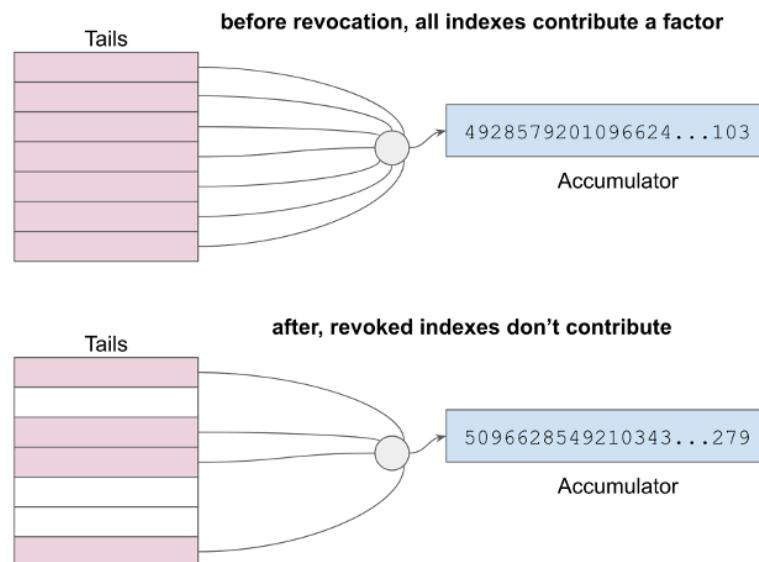 before revocation, all indexes contribute a factor
Tails
4928579201096624...103
Accumulator
after, revoked indexes don’t contribute
Tails
5096628549210343...279
Accumulator